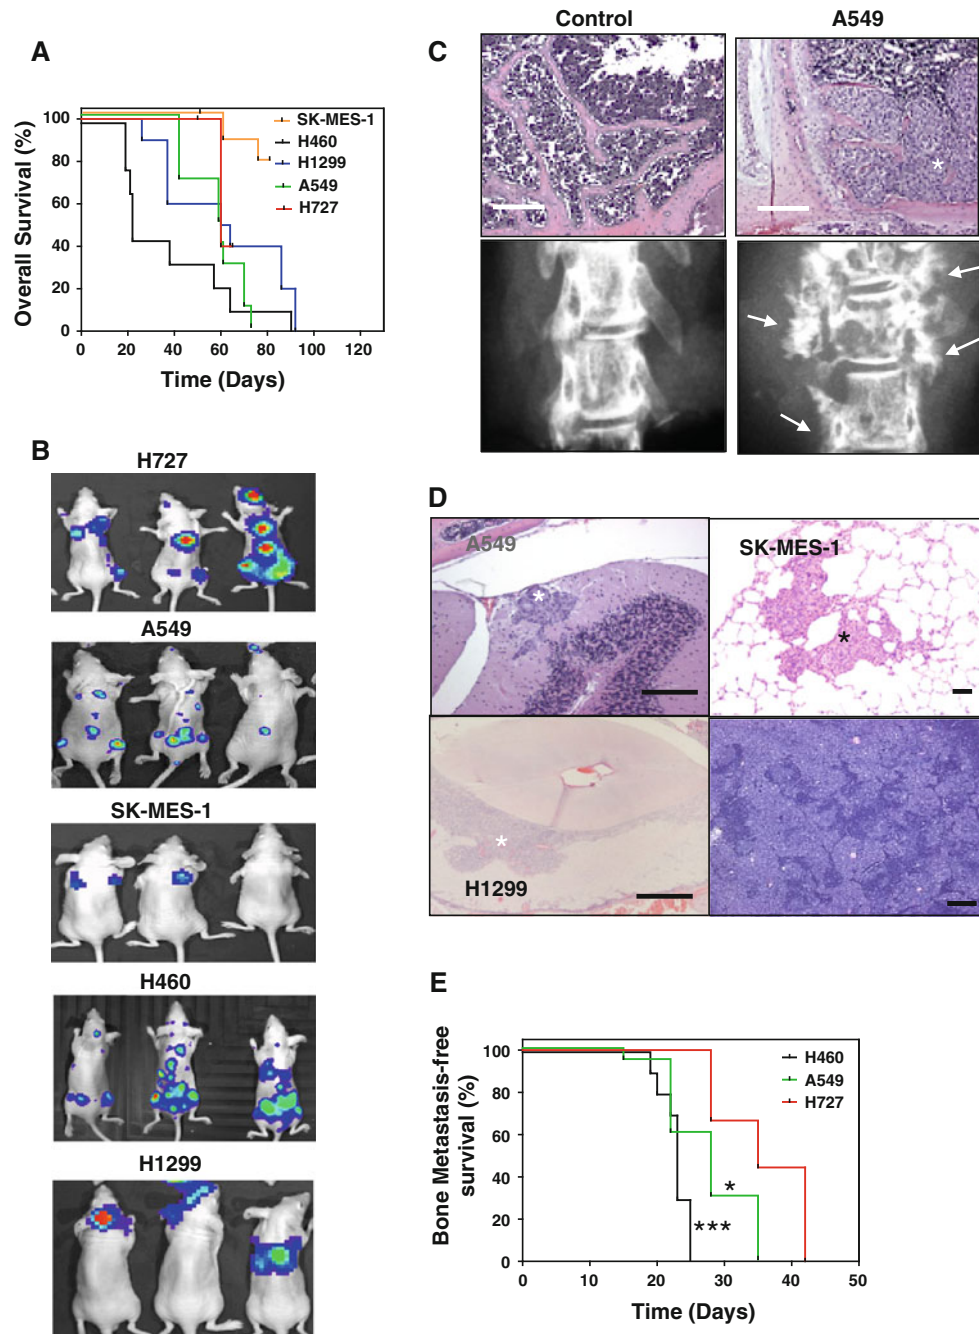 A
Overall Survival (%)
100
80
60
40
20
0
SK-MES-1
H460
H1299
A549
H727
0 20 40 60 80 100 120
Time (Days)
B
H727
A549
SK-MES-1
H460
H1299
C
Control
A549
*
D
A549
*
SK-MES-1
*
*
H1299
E
Bone Metastasis-free
survival (%)
100
80
60
40
20
0
H460
A549
H727
*
***
0 10 20 30 40 50
Time (Days)